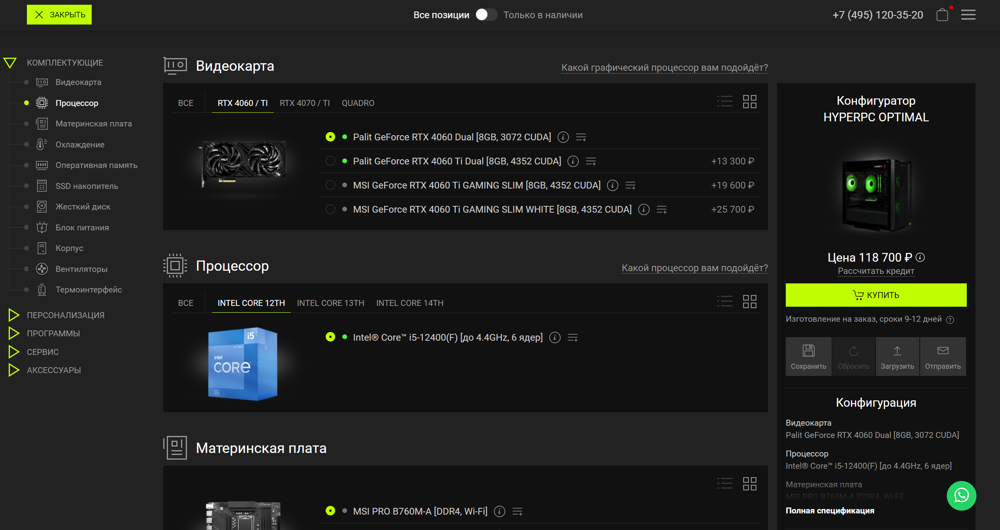 ЗАКРЫТЬ
Все позиции
Только в наличии
+7 (495) 120-35-20
КОМПЛЕКТУЮЩИЕ
Видеокарта
Процессор
Материнская плата
Охлаждение
Оперативная память
SSD накопитель
Жесткий диск
Блок питания
Корпус
Вентиляторы
Термоинтерфейс
ПЕРСОНАЛИЗАЦИЯ
ПРОГРАММЫ
СЕРВИС
АКСЕССУАРЫ
Видеокарта
Какой графический процессор вам подойдёт?
ВСЕ
RTX 4060 / TI
RTX 4070 / TI
QUADRO
PALIT PALIT
Palit GeForce RTX 4060 Dual [8GB, 3072 CUDA]
Palit GeForce RTX 4060 Ti Dual [8GB, 4352 CUDA]
+13 300 ₽
MSI GeForce RTX 4060 Ti GAMING SLIM [8GB, 4352 CUDA]
+19 600 ₽
MSI GeForce RTX 4060 Ti GAMING SLIM WHITE [8GB, 4352 CUDA]
+25 700 ₽
Процессор
Какой процессор вам подойдёт?
ВСЕ
INTEL CORE 12TH
INTEL CORE 13TH
INTEL CORE 14TH
i5
intel
CORE
Intel® Core™ i5-12400(F) [до 4.4GHz, 6 ядер]
Материнская плата
MSI PRO B760M-A [DDR4, Wi-Fi]
Конфигуратор
HYPERPC OPTIMAL
Цена 118 700 ₽
Рассчитать кредит
КУПИТЬ
Изготовление на заказ, сроки 9-12 дней
Сохранить
Сбросить
Загрузить
Отправить
Конфигурация
Видеокарта
Palit GeForce RTX 4060 Dual [8GB, 3072 CUDA]
Процессор
Intel® Core™ i5-12400(F) [до 4.4GHz, 6 ядер]
Материнская плата
MSI PRO B760M-A [DDR4, Wi-Fi]
Полная спецификация